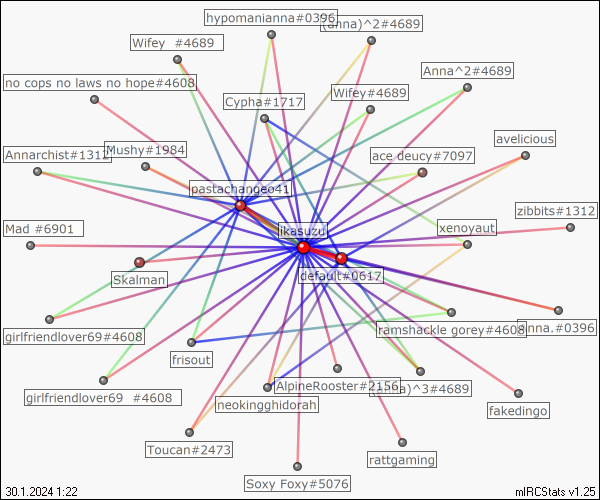 hypomanianna#0396
(anna)^2#4689
Wifey  #4689
Anna^2#4689
no cops no laws no hope#4608
Wifey#4689
Cypha#1717
avelicious
Mushy#1984
Annarchist#1312
ace deucy#7097
pastachangeo41
zibbits#1312
Mad #6901
ikasuzu
xenoyaut
default#0617
Skalman
girlfriendlover69#4608
ramshackle gorey#4608
anna.#0396
frisout
AlpineRooster#2156
)^3#4689
girlfriendlover69  #4608
neokingghidorah
fakedingo
Toucan#2473
rattgaming
Soxy Foxy#5076
30.1.2024 1:22
mIRCStats v1.25